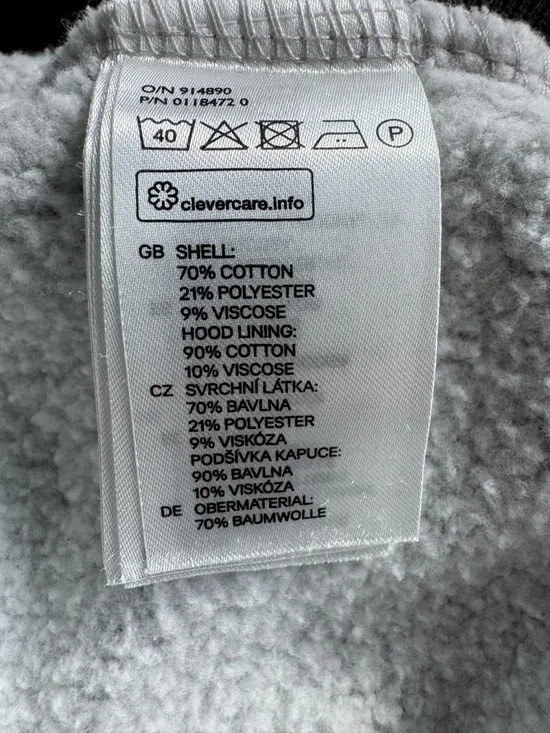 O/N 914890
P/N 0118472 0
40 P
clevercare.info
GB SHELL:
70% COTTON
21% POLYESTER
9% VISCOSE
HOOD LINING:
90% COTTON
10% VISCOSE
CZ SVRCHNÍ LÁTKA:
70% BAVLNA
21% POLYESTER
9% VISKÓZA
PODŠÍVKA KAPUCE:
90% BAVLNA
10% VISKÓZA
DE OBERMATERIAL:
70% BAUMWOLLE